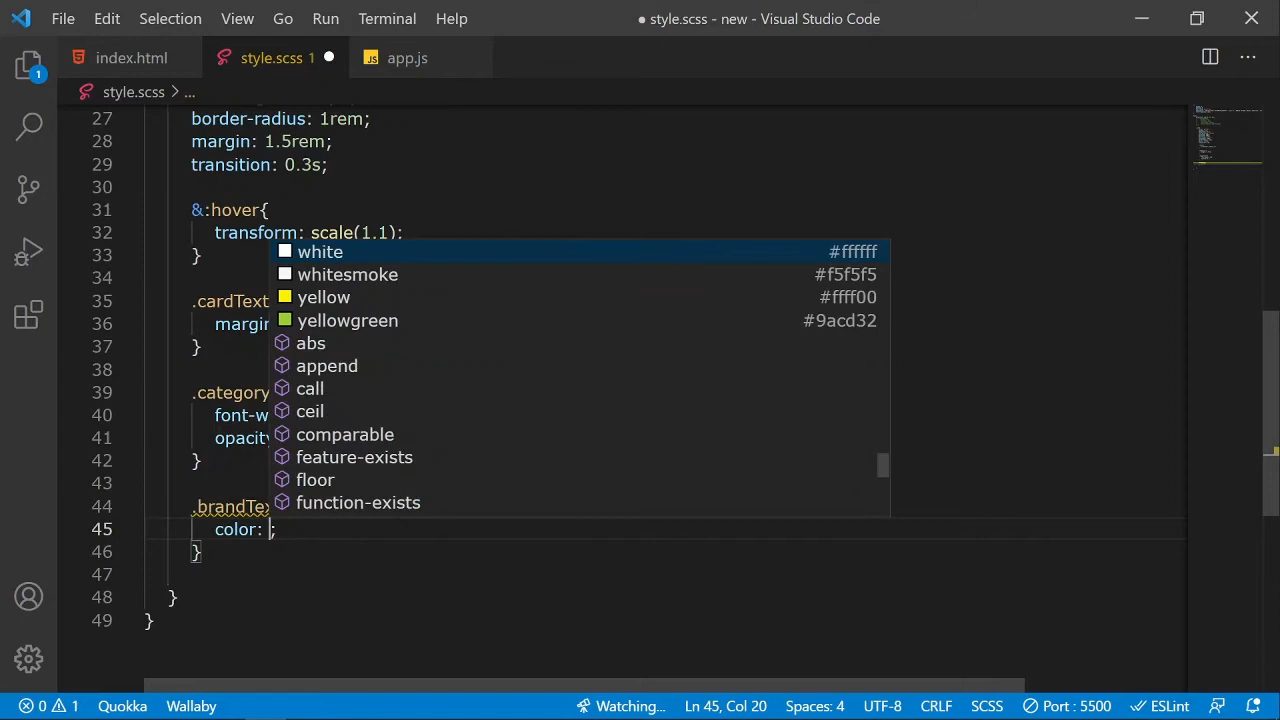 File Edit Selection View Go Run Terminal Help ● style.scss - new - Visual Studio Code
index.html style.scss 1 JS app.js
1
style.scss > ...
27 border-radius: 1rem;
28 margin: 1.5rem;
29 transition: 0.3s;
30
31 &:hover{
32 transform: scale(1.1);
33 }
white #ffffff
34
whitesmoke #f5f5f5
35 .cardText
yellow #ffff00
36 margin
yellowgreen #9acd32
37 }
abs
38
append
39 .category
call
40 font-w
ceil
41 opacity
comparable
42 }
feature-exists
43
floor
44 .brandTex
function-exists
45 color: ;
46 }
47
48 }
49 }
0 1 Quokka Wallaby Watching... Ln 45, Col 20 Spaces: 4 UTF-8 CRLF SCSS Port : 5500 ESLint